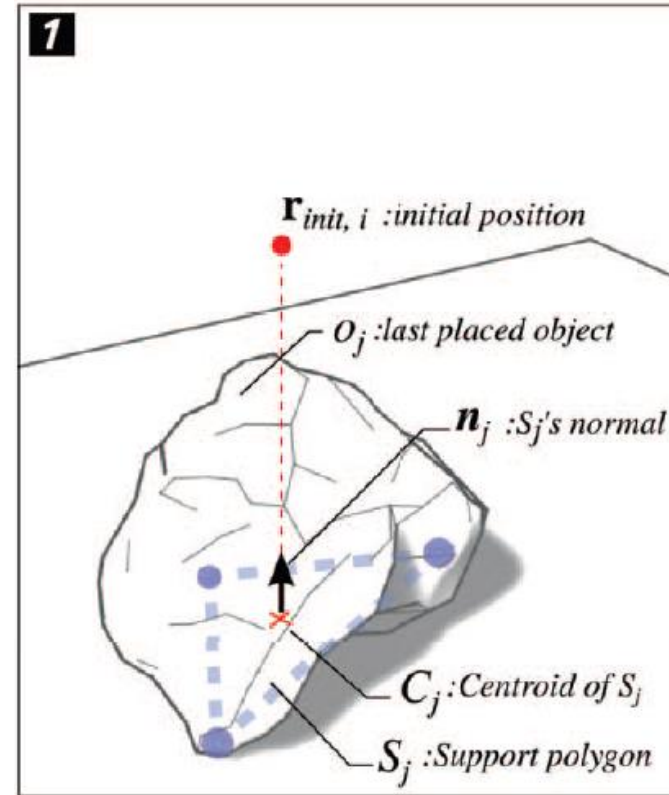 1
r_init, i :initial position
o_j :last placed object
n_j :S_j's normal
C_j :Centroid of S_j
S_j :Support polygon